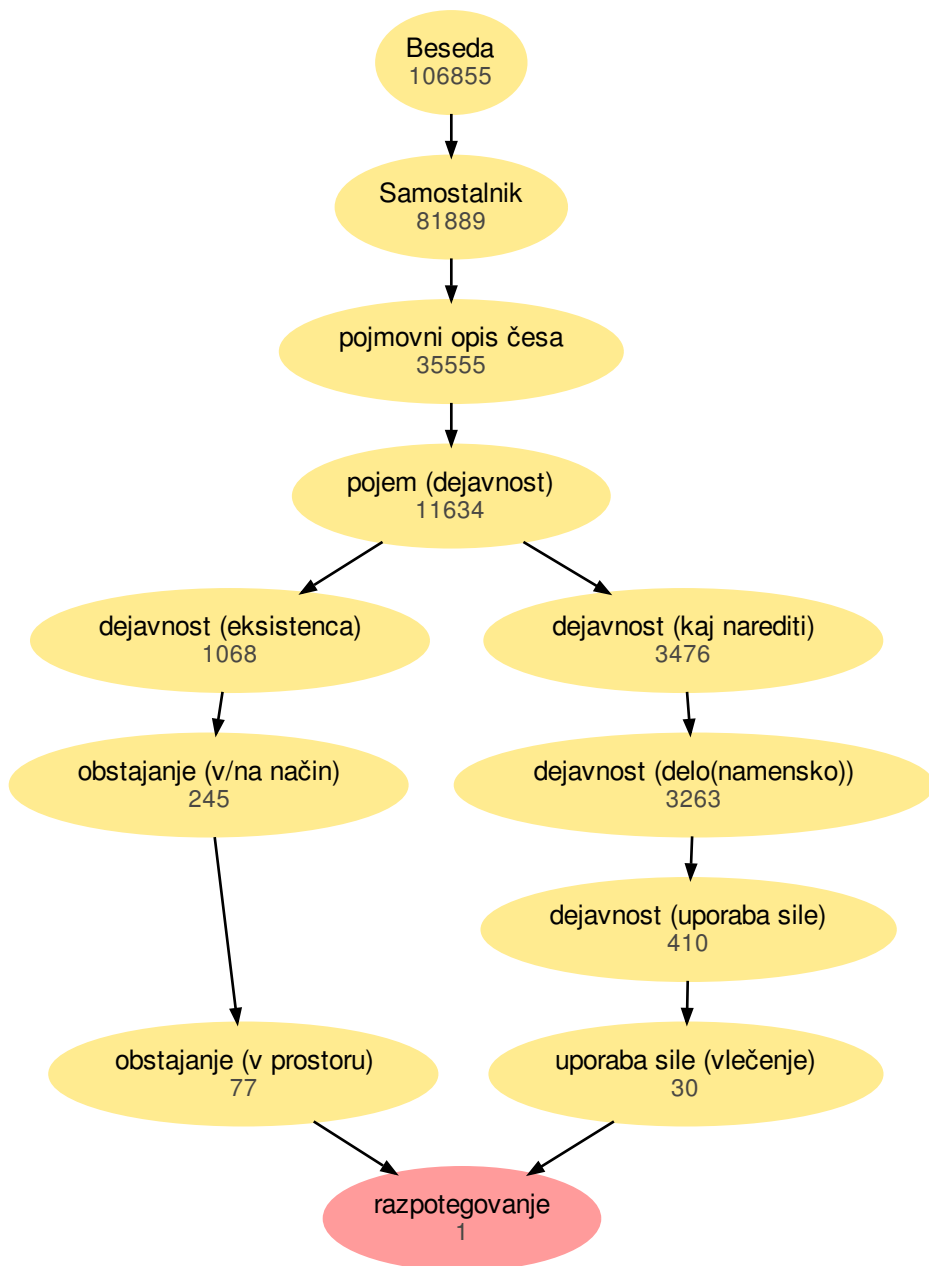 Beseda
106855
Samostalnik
81889
pojmovni opis česa
35555
pojem (dejavnost)
11634
dejavnost (eksistenca)
1068
dejavnost (kaj narediti)
3476
obstajanje (v/na način)
245
dejavnost (delo(namensko))
3263
dejavnost (uporaba sile)
410
obstajanje (v prostoru)
77
uporaba sile (vlečenje)
30
razpotegovanje
1